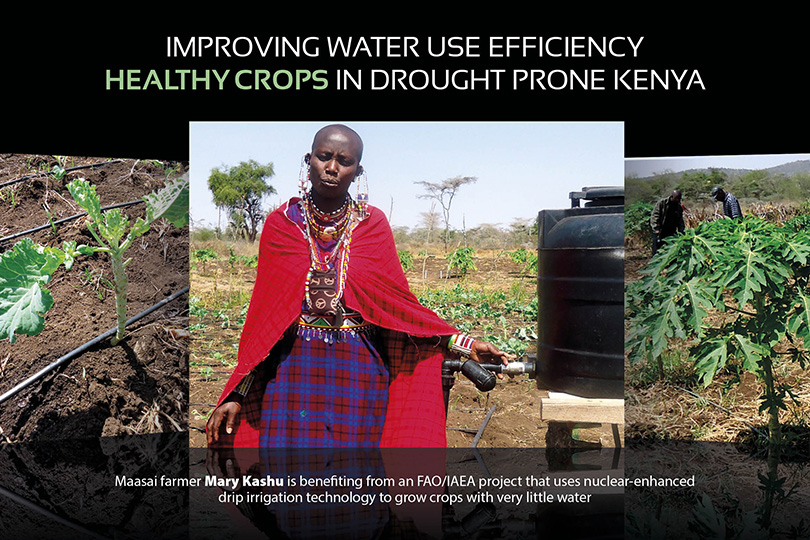 IMPROVING WATER USE EFFICIENCY
HEALTHY CROPS IN DROUGHT PRONE KENYA
Maasai farmer Mary Kashu is benefiting from an FAO/IAEA project that uses nuclear-enhanced
drip irrigation technology to grow crops with very little water